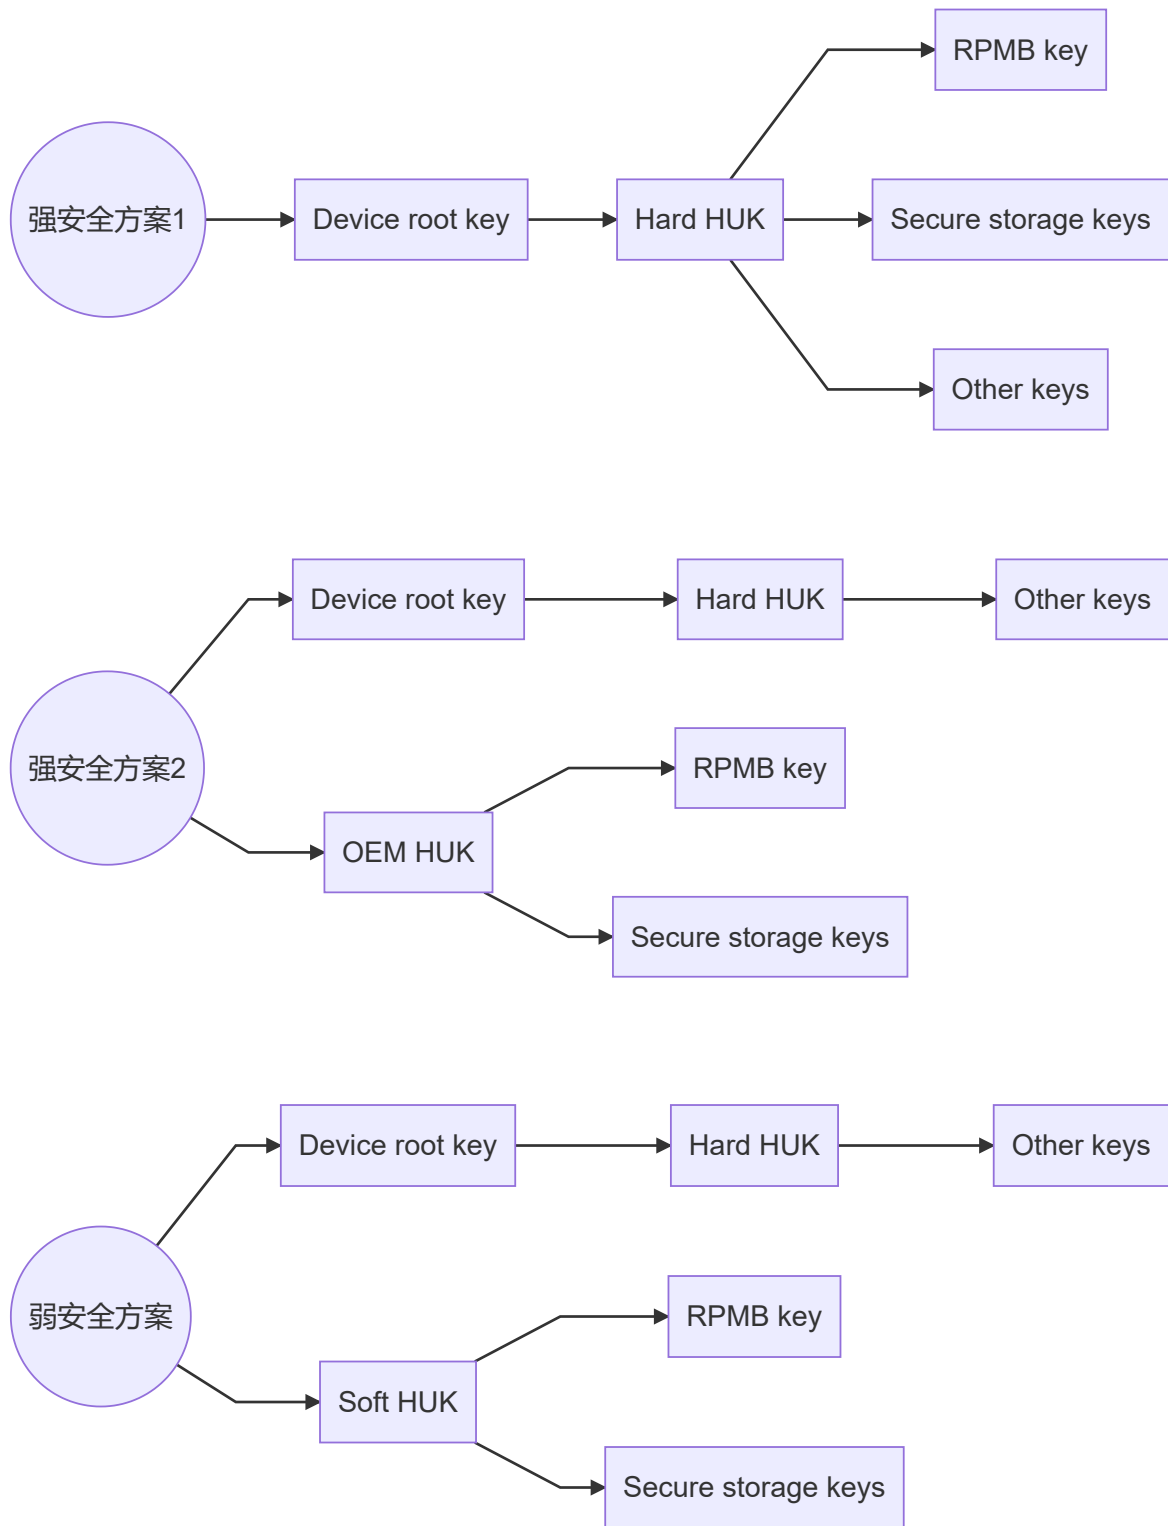 强安全方案1
Device root key
Hard HUK
RPMB key
Secure storage keys
Other keys
强安全方案2
Device root key
Hard HUK
Other keys
OEM HUK
RPMB key
Secure storage keys
弱安全方案
Device root key
Hard HUK
Other keys
Soft HUK
RPMB key
Secure storage keys